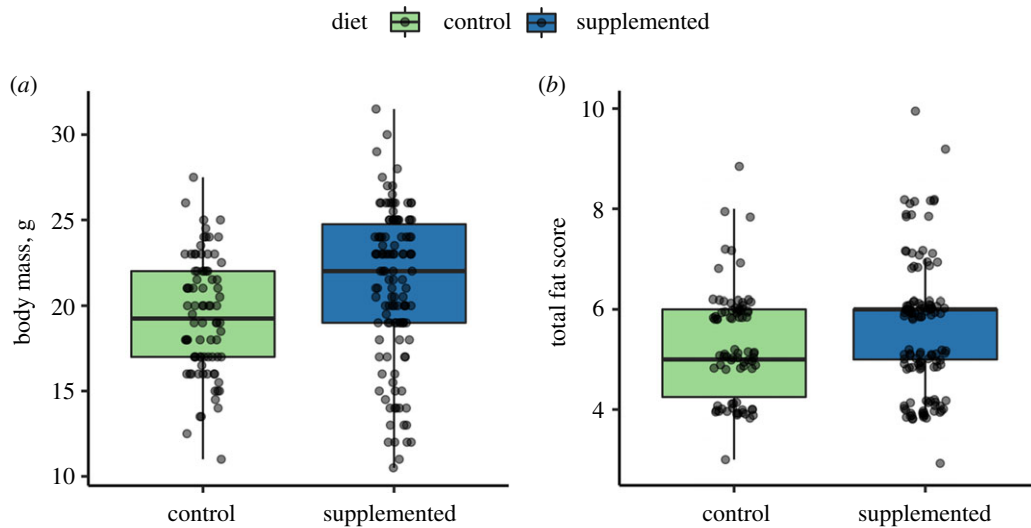 diet control supplemented
(a) (b)
body mass, g
30
25
20
15
10
control supplemented
total fat score
10
8
6
4
control supplemented